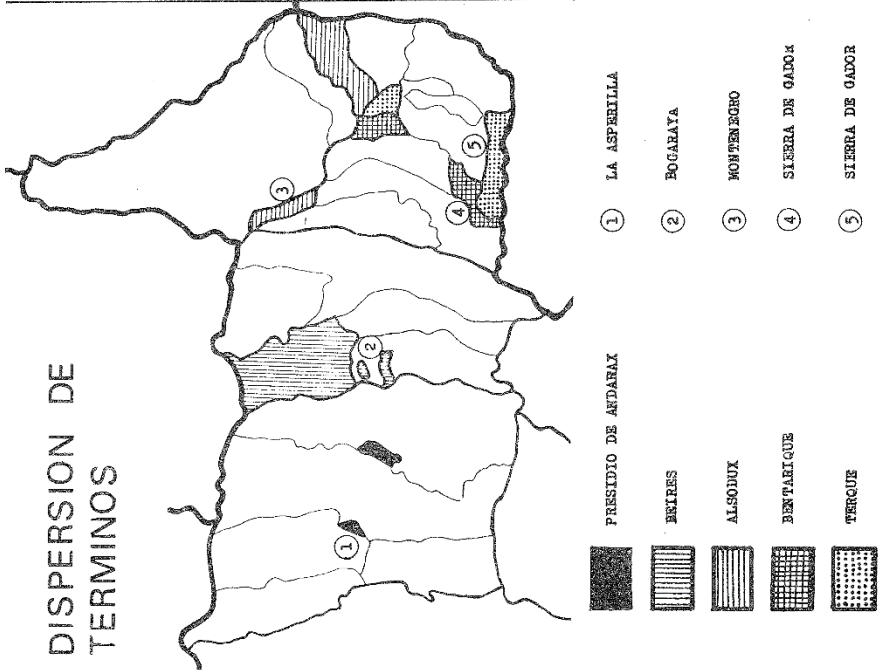 DISPERSION DE
TERMINOS
1
2
3
4
5
PRESIDIO DE ANDARAX
BEIRES
ALSODUX
BENTARIQUE
TERQUE
1 LA ASPERILLA
2 BOGARAYA
3 MONTENEGRO
4 SIERRA DE GADOR
5 SIERRA DE GADOR